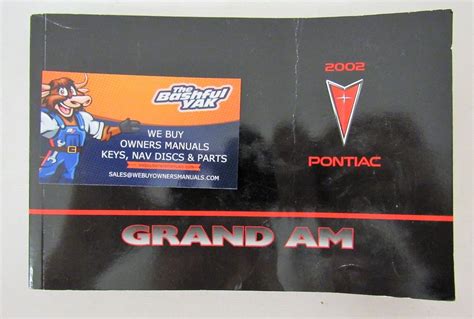 The
Bashful
YAK
WE BUY
OWNERS MANUALS
KEYS, NAV DISCS & PARTS
SALES@WEBUYOWNERSMANUALS.COM
2002
PONTIAC
GRAND AM